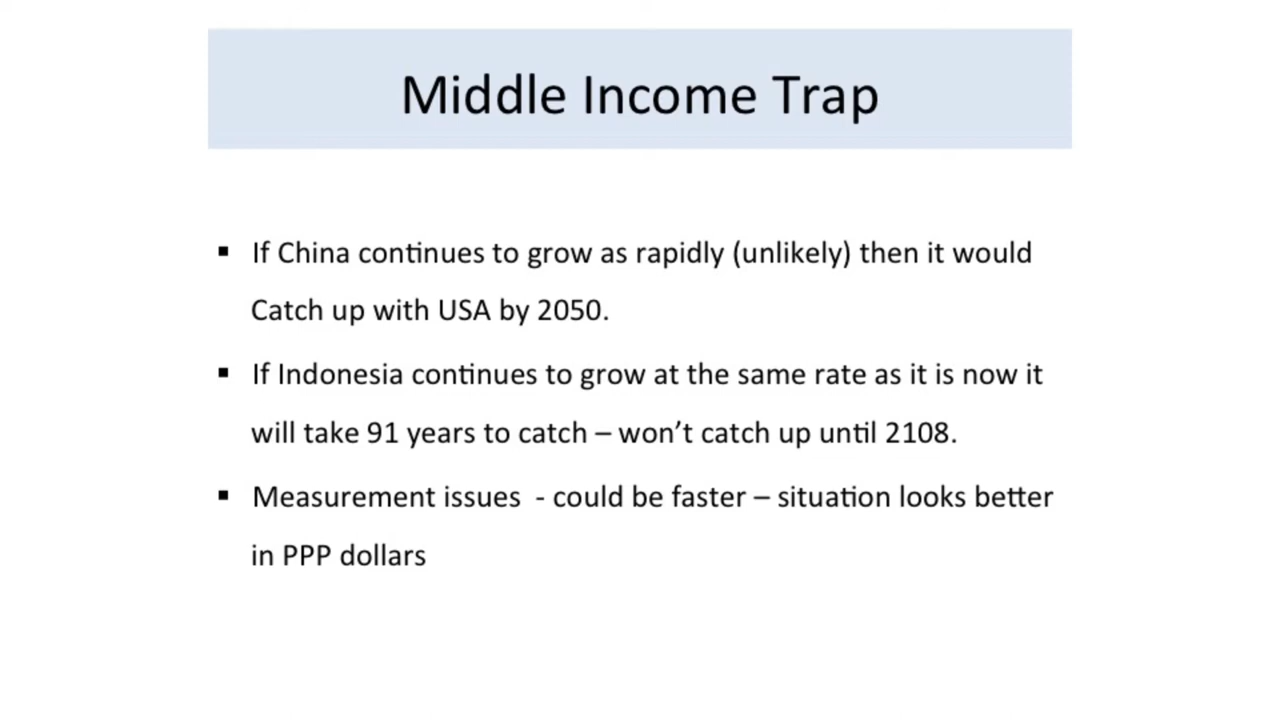 Middle Income Trap
▪ If China continues to grow as rapidly (unlikely) then it would
Catch up with USA by 2050.
▪ If Indonesia continues to grow at the same rate as it is now it
will take 91 years to catch – won't catch up until 2108.
▪ Measurement issues - could be faster – situation looks better
in PPP dollars